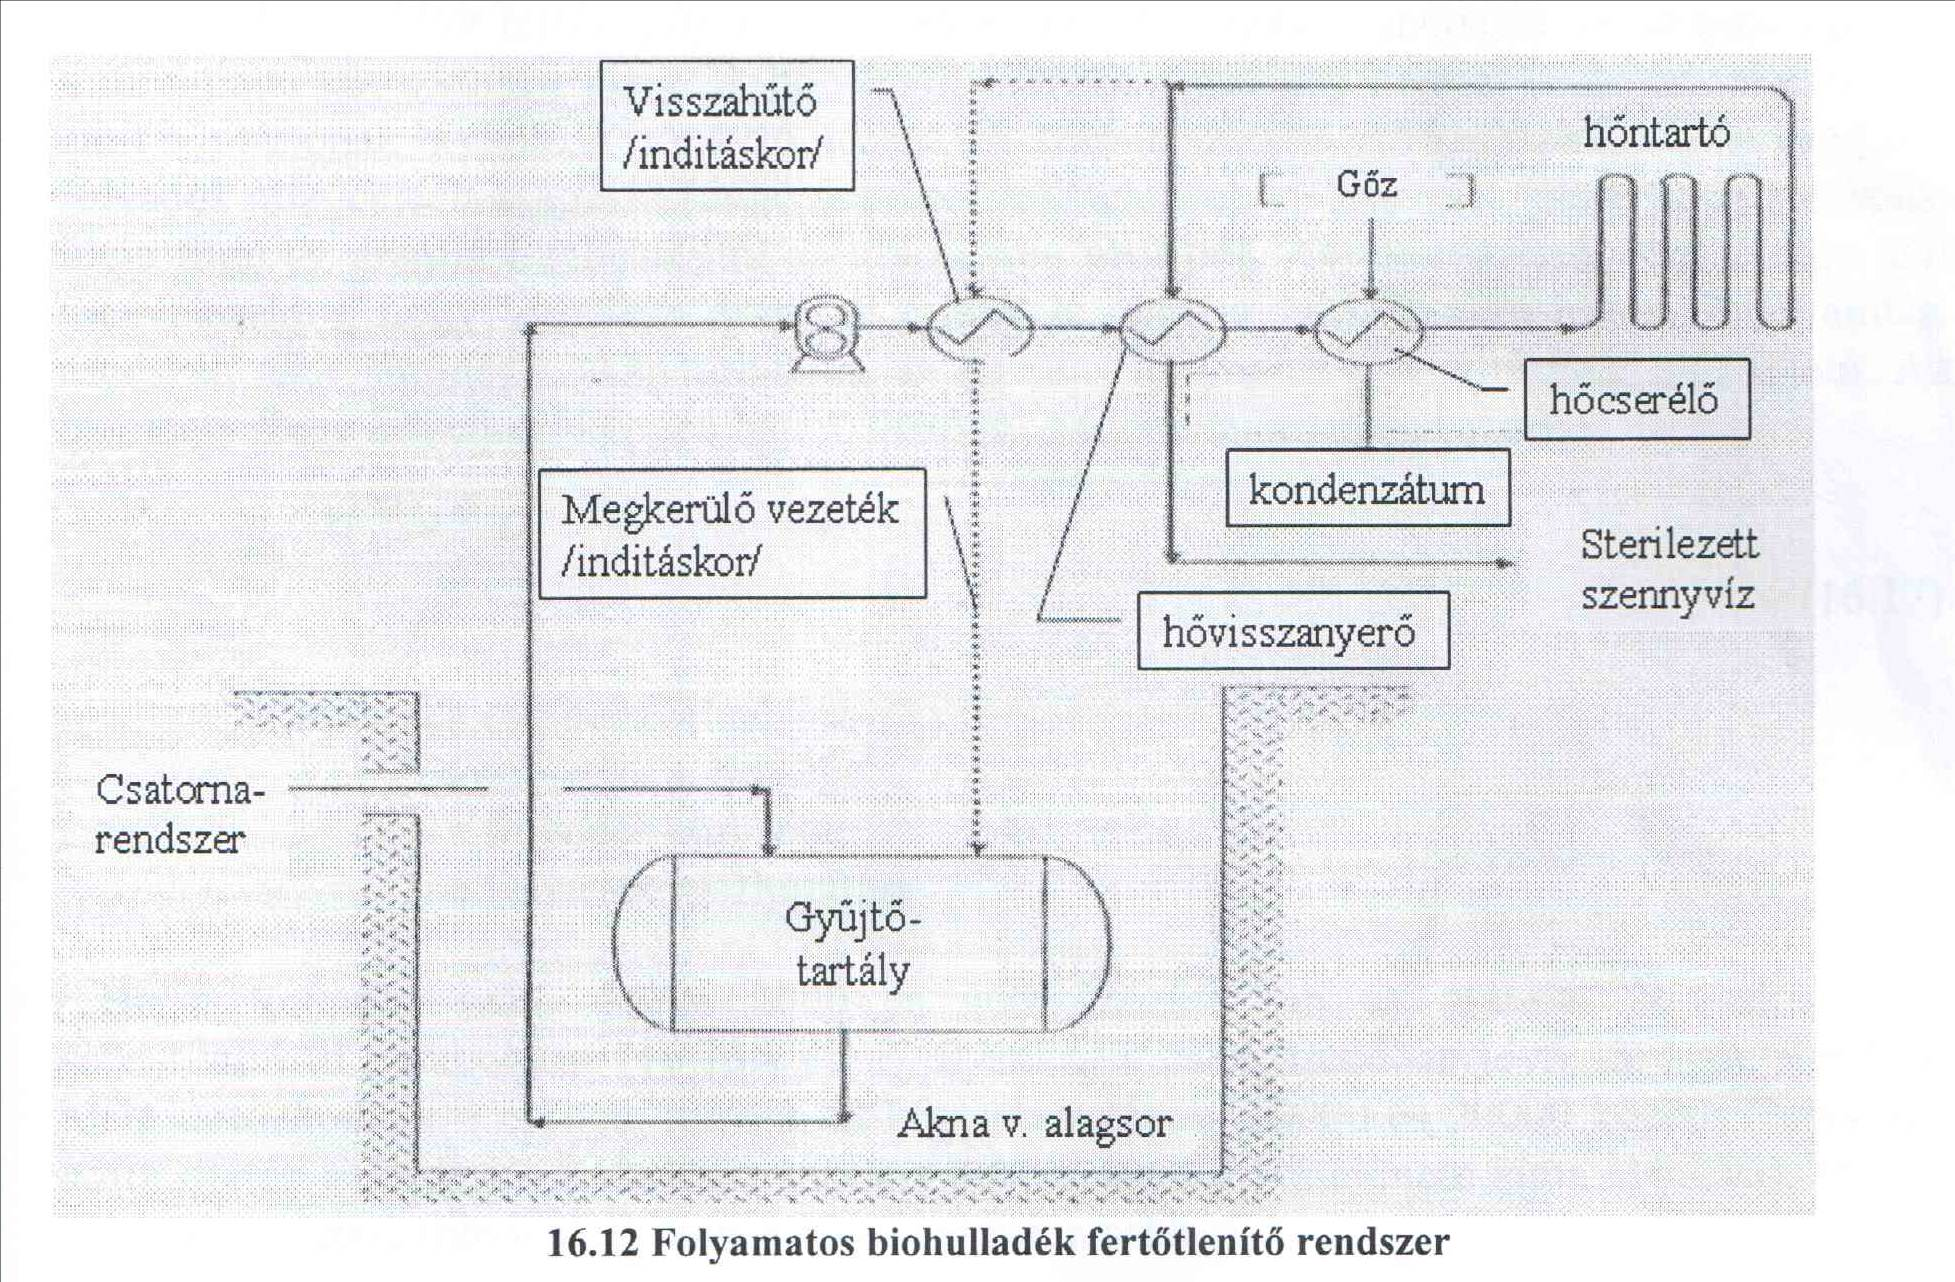 Visszahűtő
/inditáskor/
hőntartó
Gőz
hőcserélő
kondenzátum
Megkerülő vezeték
/inditáskor/
Sterilezett
szennyvíz
hővisszanyerő
Csatorna-
rendszer
Gyűjtő-
tartály
Akna v. alagsor
16.12 Folyamatos biohulladék fertőtlenítő rendszer